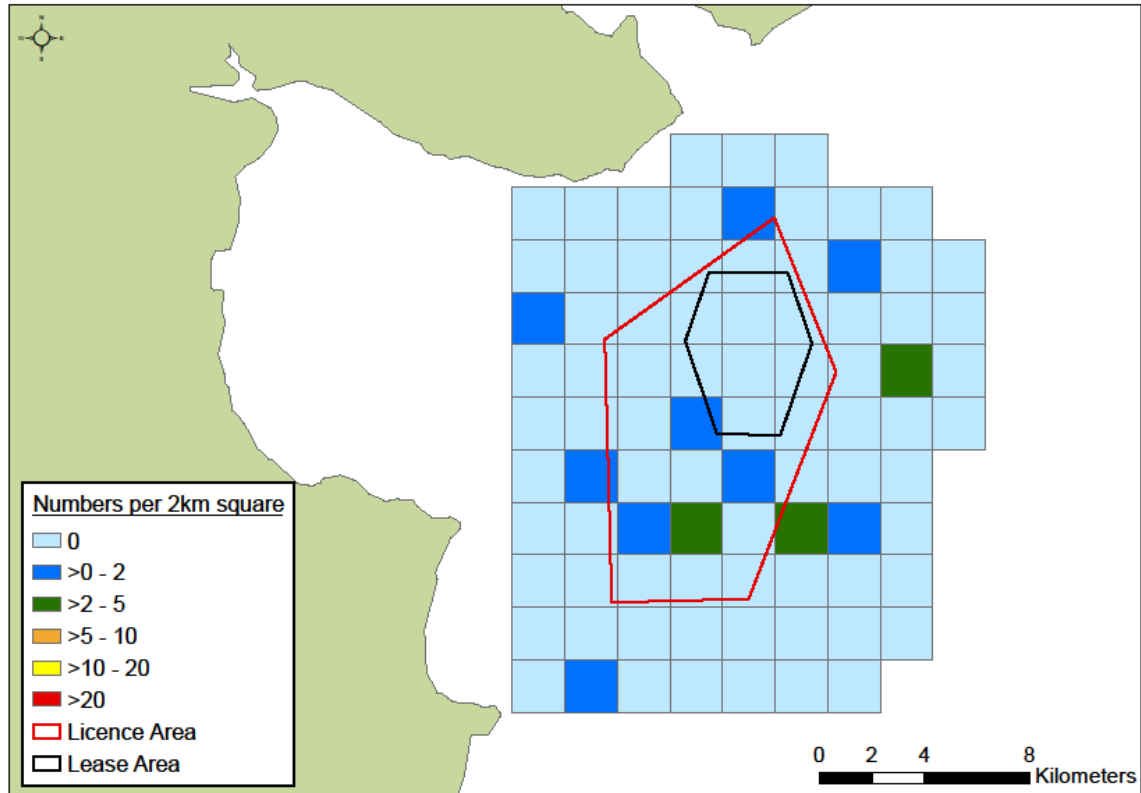 N
E
S
Numbers per 2km square
0
>0 - 2
>2 - 5
>5 - 10
>10 - 20
>20
Licence Area
Lease Area
0 2 4 8
Kilometers